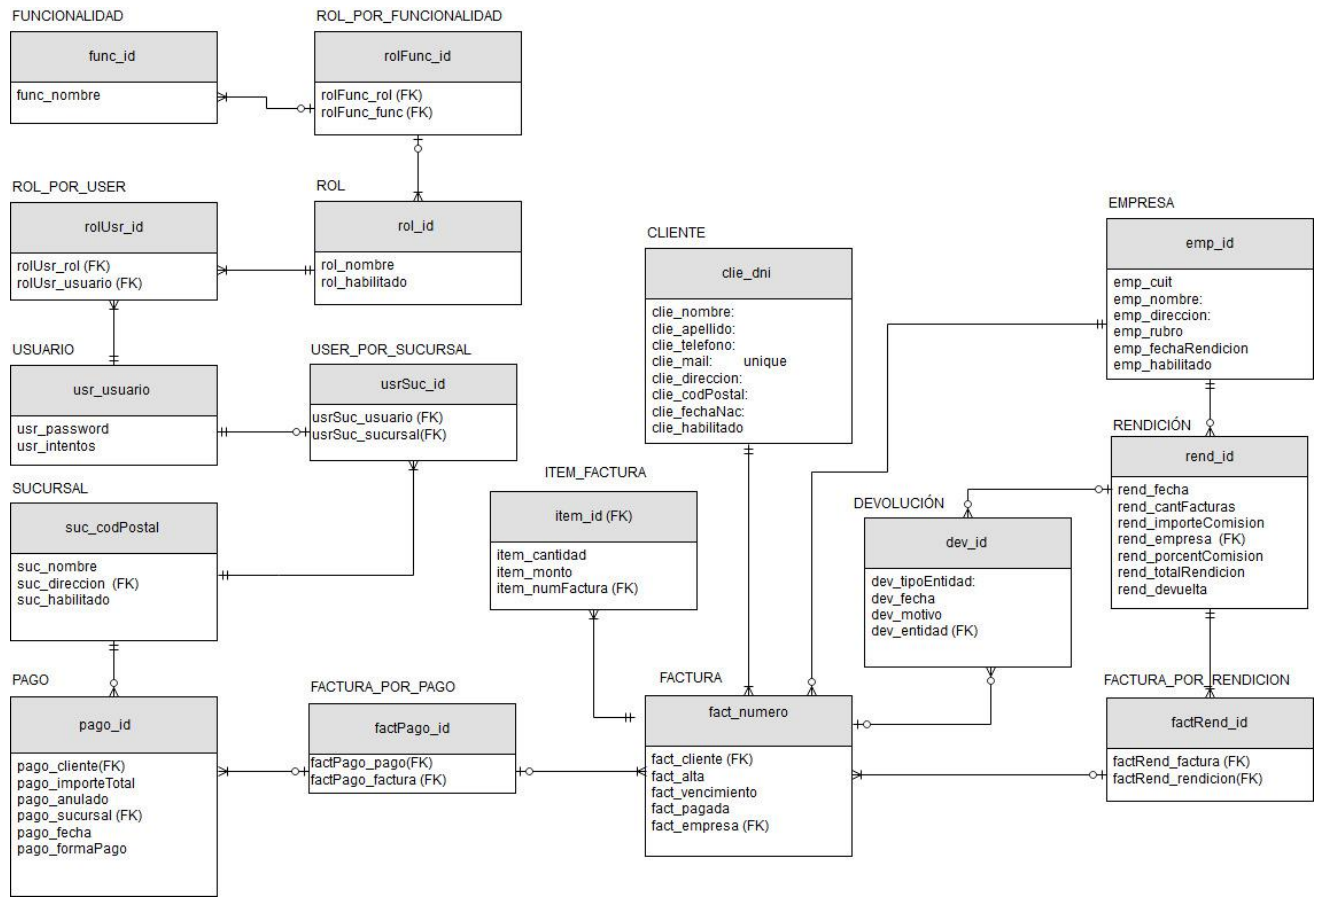 FUNCIONALIDAD
func_id
func_nombre
ROL_POR_FUNCIONALIDAD
rolFunc_id
rolFunc_rol (FK)
rolFunc_func (FK)
ROL_POR_USER
rolUsr_id
rolUsr_rol (FK)
rolUsr_usuario (FK)
ROL
rol_id
rol_nombre
rol_habilitado
USUARIO
usr_usuario
usr_password
usr_intentos
USER_POR_SUCURSAL
usrSuc_id
usrSuc_usuario (FK)
usrSuc_sucursal(FK)
SUCURSAL
suc_codPostal
suc_nombre
suc_direccion (FK)
suc_habilitado
PAGO
pago_id
pago_cliente(FK)
pago_importeTotal
pago_anulado
pago_sucursal (FK)
pago_fecha
pago_formaPago
FACTURA_POR_PAGO
factPago_id
factPago_pago(FK)
factPago_factura (FK)
ITEM_FACTURA
item_id (FK)
item_cantidad
item_monto
item_numFactura (FK)
CLIENTE
clie_dni
clie_nombre:
clie_apellido:
clie_telefono:
clie_mail: unique
clie_direccion:
clie_codPostal:
clie_fechaNac:
clie_habilitado
FACTURA
fact_numero
fact_cliente (FK)
fact_alta
fact_vencimiento
fact_pagada
fact_empresa (FK)
DEVOLUCIÓN
dev_id
dev_tipoEntidad:
dev_fecha
dev_motivo
dev_entidad (FK)
EMPRESA
emp_id
emp_cuit
emp_nombre:
emp_direccion:
emp_rubro
emp_fechaRendicion
emp_habilitado
RENDICIÓN
rend_id
rend_fecha
rend_cantFacturas
rend_importeComision
rend_empresa (FK)
rend_porcentComision
rend_totalRendicion
rend_devuelta
FACTURA_POR_RENDICION
factRend_id
factRend_factura (FK)
factRend_rendicion(FK)